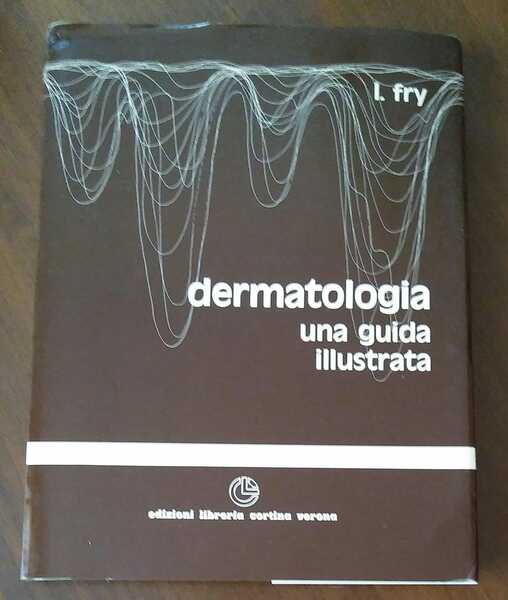 l. fry
dermatologia
una guida
illustrata
edizioni libreria cortina verona